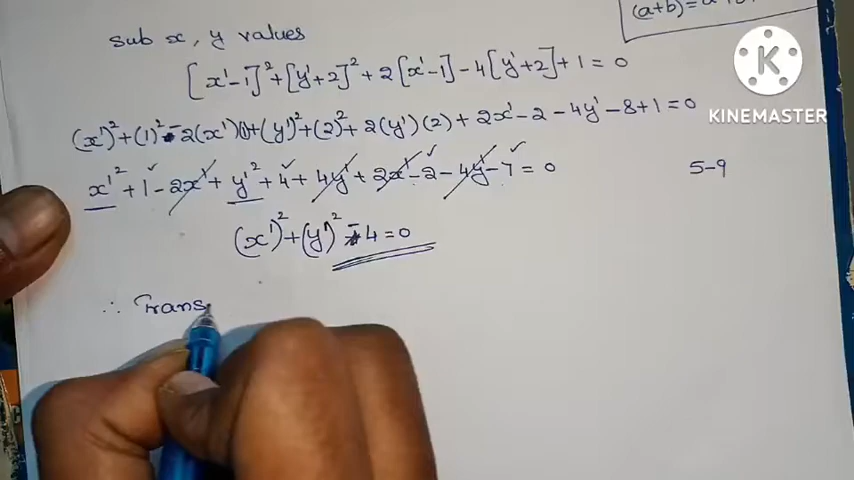 (a+b)=
sub x, y values
[x'-1]²+[y'+2]²+2[x'-1]-4[y'+2]+1=0
(x')²+(1)²-2(x')(1)+(y')²+(2)²+2(y')(2)+2x'-2-4y'-8+1=0
x'²+1-2x'+y'²+4+4y'+2x'-2-4y'-7=0 5-9
(x')²+(y')²-4=0
∴ Trans
KINEMASTER